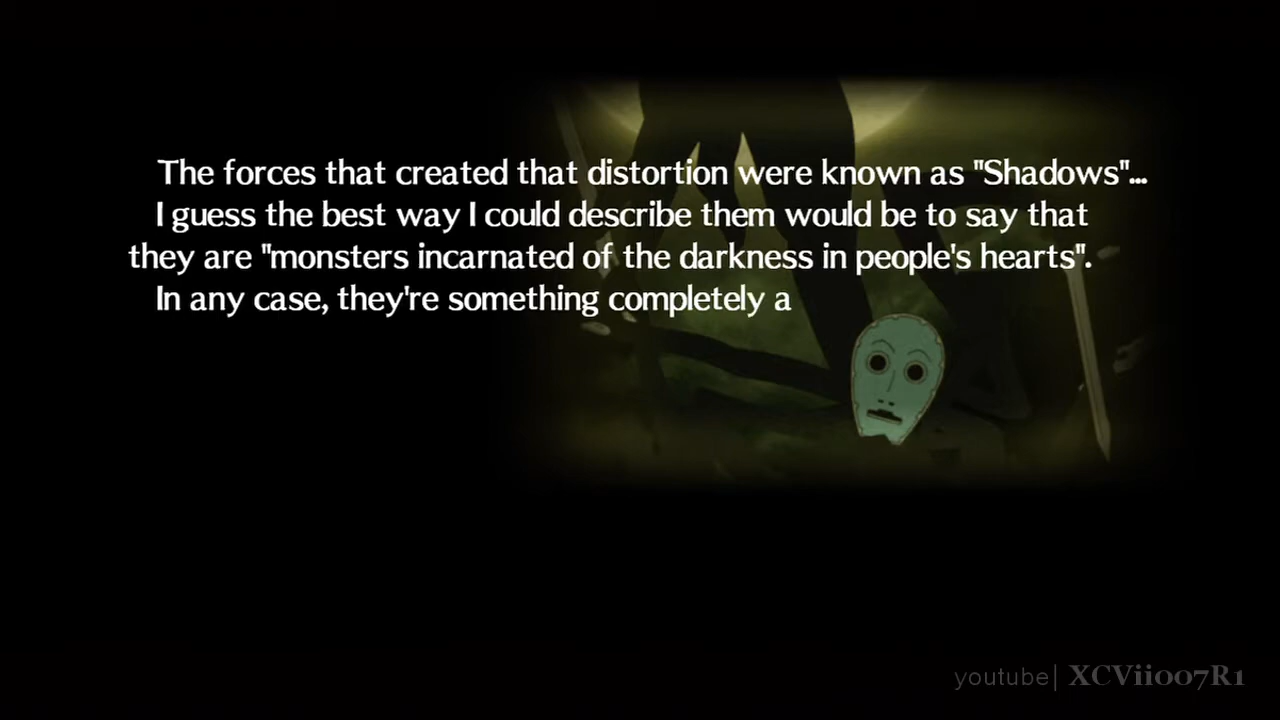 The forces that created that distortion were known as "Shadows"...
I guess the best way I could describe them would be to say that
they are "monsters incarnated of the darkness in people's hearts".
In any case, they're something completely a
youtube| XCVii007R1